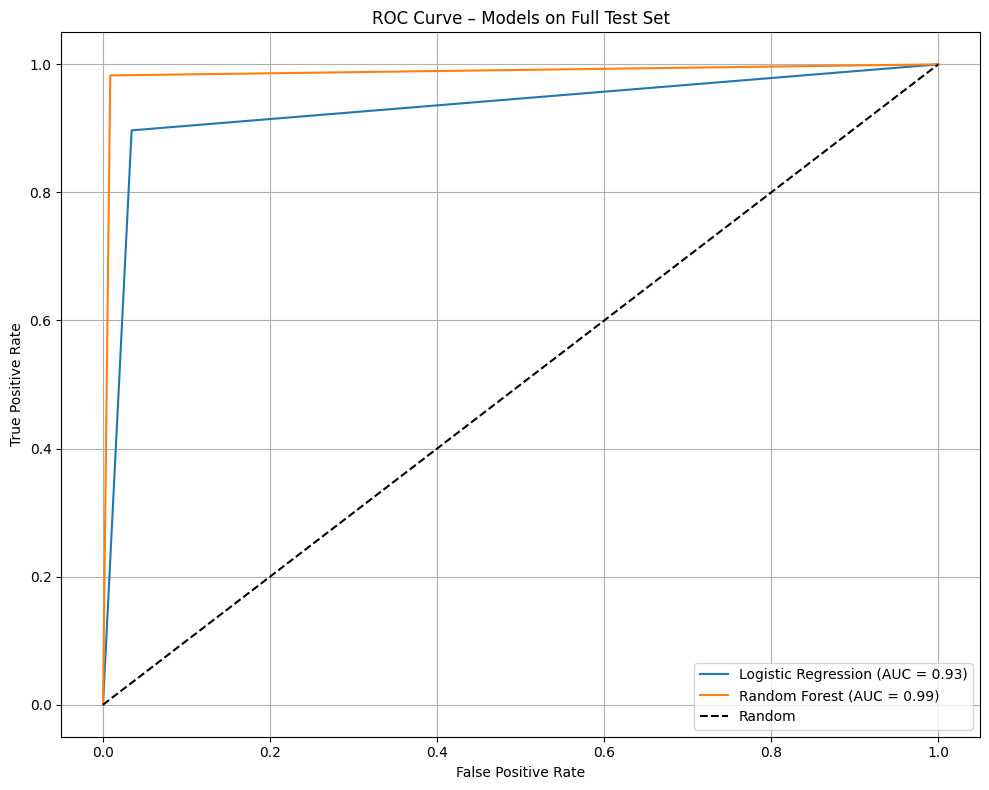 ROC Curve – Models on Full Test Set
True Positive Rate
1.0
0.8
0.6
0.4
0.2
0.0
0.0 0.2 0.4 0.6 0.8 1.0
False Positive Rate
Logistic Regression (AUC = 0.93)
Random Forest (AUC = 0.99)
Random